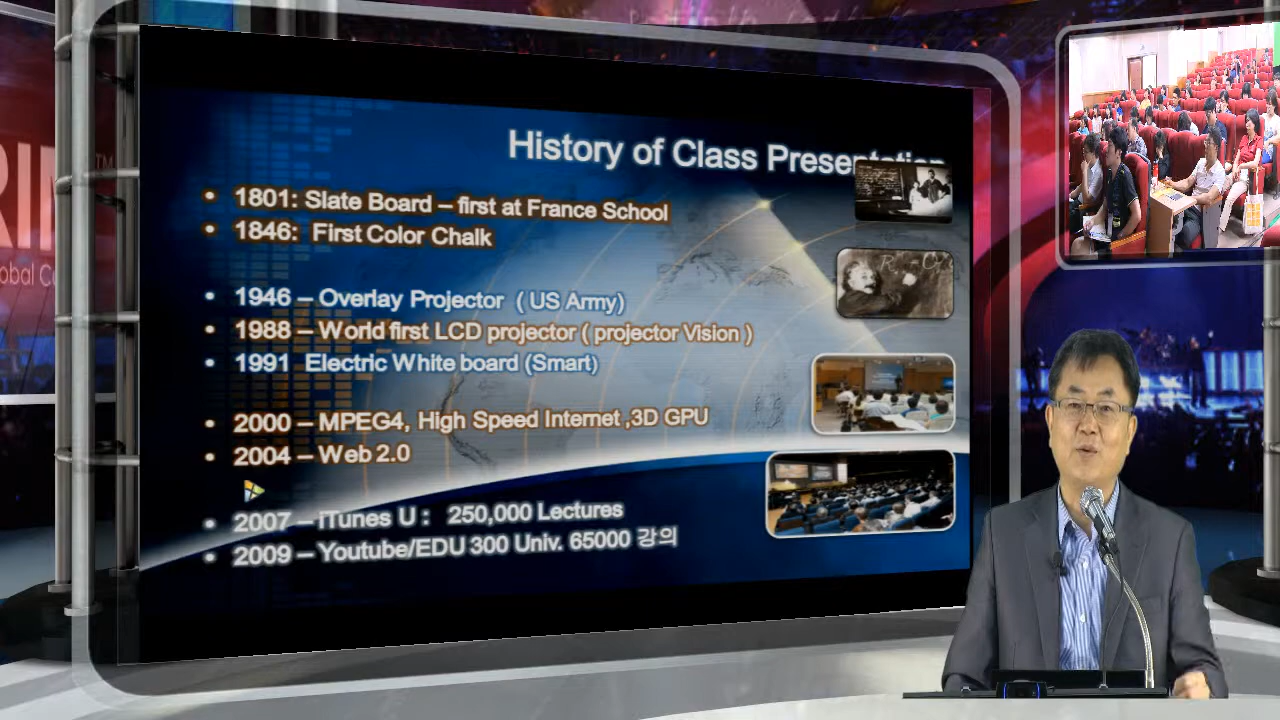 History of Class Presentation
• 1801: Slate Board – first at France School
• 1846: First Color Chalk
• 1946 – Overlay Projector ( US Army)
• 1988 – World first LCD projector ( projector Vision )
• 1991 Electric White board (Smart)
• 2000 – MPEG4, High Speed Internet ,3D GPU
• 2004 – Web 2.0
• 2007 – iTunes U : 250,000 Lectures
• 2009 – Youtube/EDU 300 Univ. 65000 강의
TM